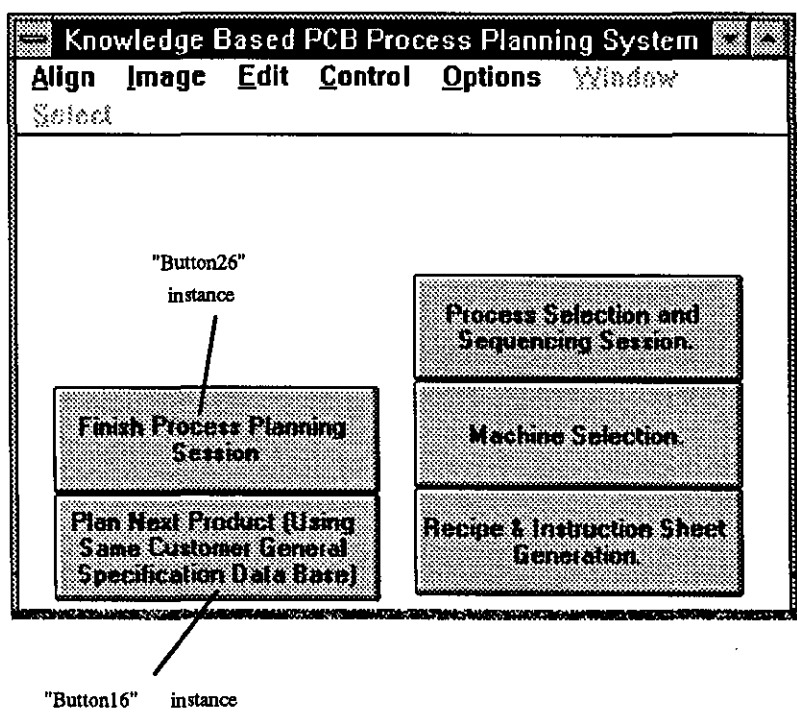 Knowledge Based PCB Process Planning System
Align Image Edit Control Options Window
Select
"Button26"
instance
Process Selection and
Sequencing Session.
Finish Process Planning
Session
Machine Selection.
Plan Next Product (Using
Same Customer General
Specification Data Base)
Recipe & Instruction Sheet
Generation.
"Button16" instance